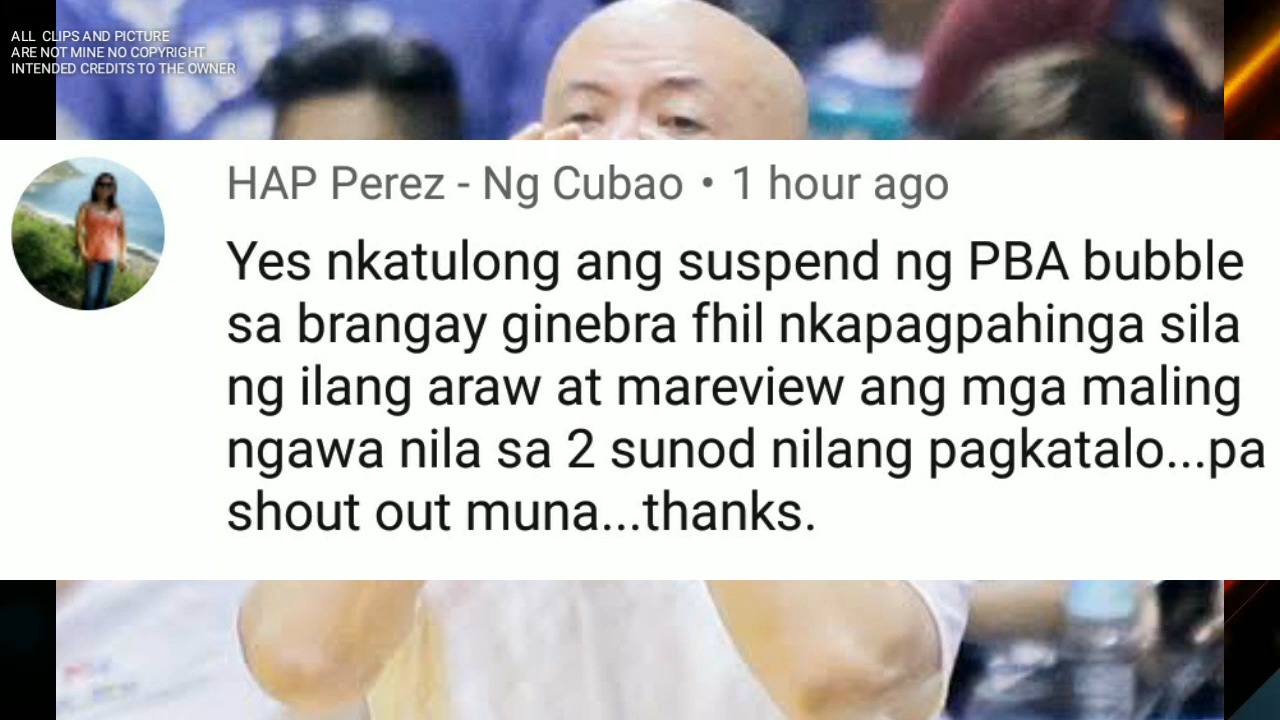 ALL CLIPS AND PICTURE
ARE NOT MINE NO COPYRIGHT
INTENDED CREDITS TO THE OWNER
HAP Perez - Ng Cubao • 1 hour ago
Yes nkatulong ang suspend ng PBA bubble
sa brangay ginebra fhil nkapagpahinga sila
ng ilang araw at mareview ang mga maling
ngawa nila sa 2 sunod nilang pagkatalo...pa
shout out muna...thanks.